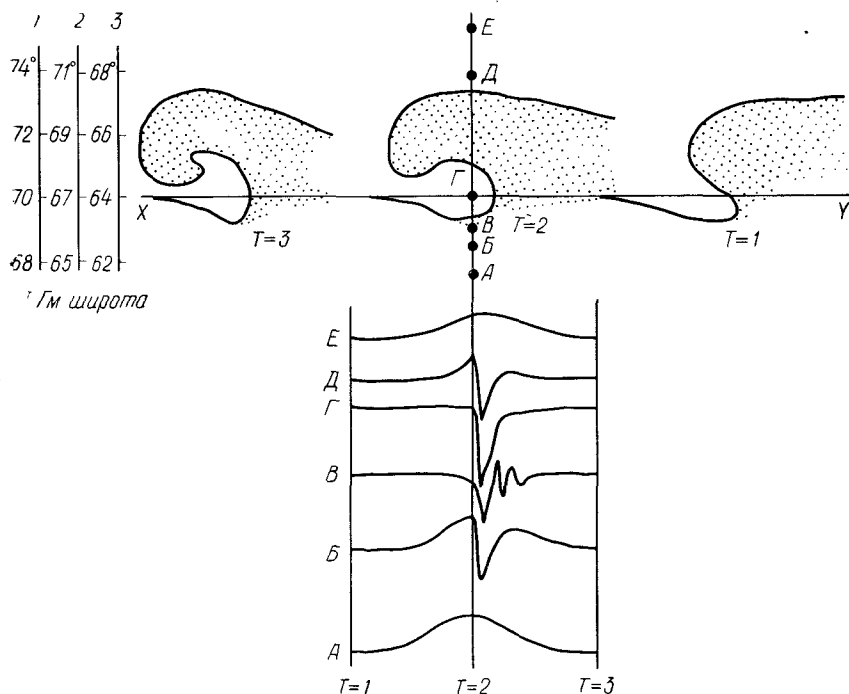 1 2 3
Е
74° 71° 68°
Д
72 69 66
Г
70 67 64
X Y
В
T=3 T=2 T=1
Б
68 65 62
А
Гм широта
Е
Д
Г
В
Б
А
T=1 T=2 T=3